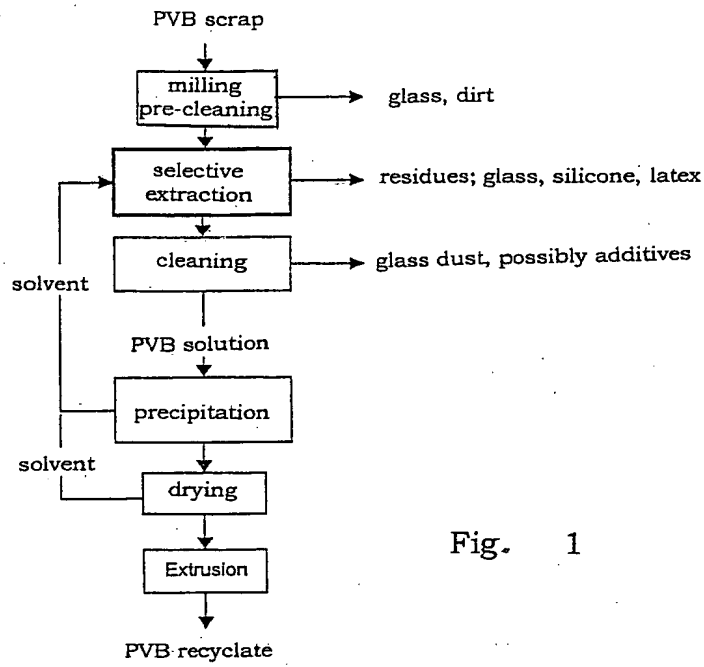 PVB scrap
milling
pre-cleaning
glass, dirt
selective
extraction
residues; glass, silicone, latex
cleaning
glass dust, possibly additives
solvent
PVB solution
precipitation
solvent
drying
Fig. 1
Extrusion
PVB recyclate